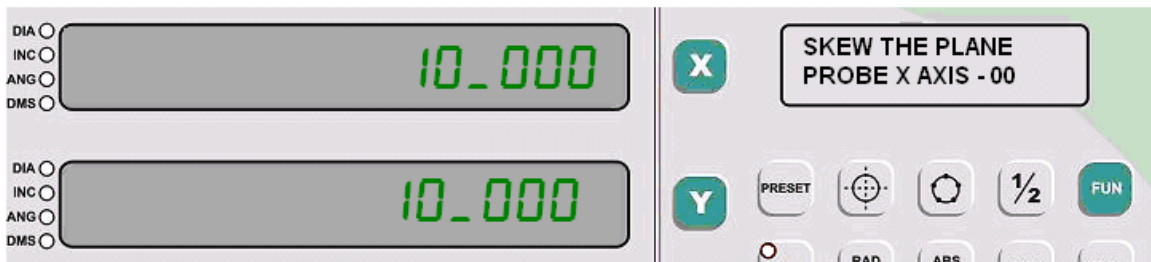 DIA
INC
ANG
DMS
10_000
X
SKEW THE PLANE
PROBE X AXIS - 00
DIA
INC
ANG
DMS
10_000
Y
PRESET
1/2
FUN
RAD
ABS